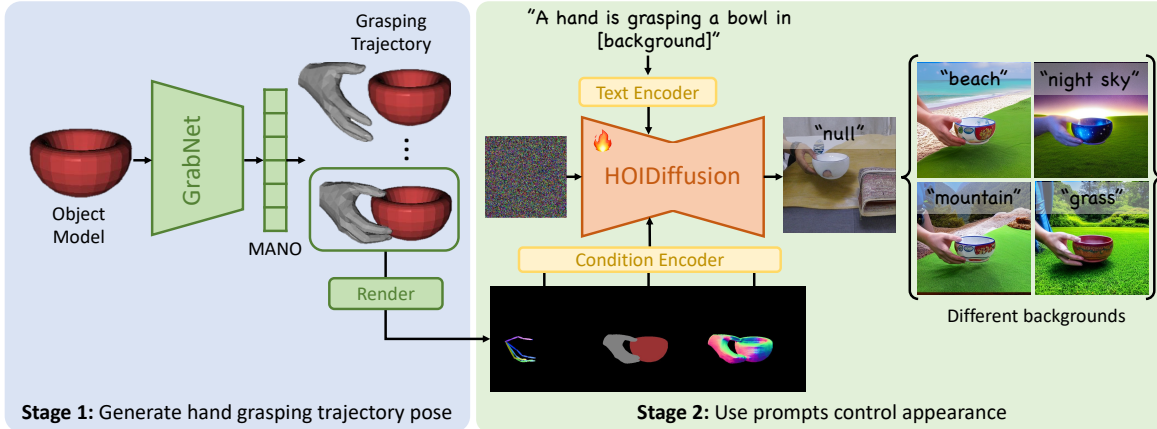 Grasping
Trajectory
Object
Model
GrabNet
MANO
Render
Stage 1: Generate hand grasping trajectory pose
"A hand is grasping a bowl in
[background]"
Text Encoder
HOIDiffusion
Condition Encoder
"null"
"beach"
"night sky"
"mountain"
"grass"
Different backgrounds
Stage 2: Use prompts control appearance